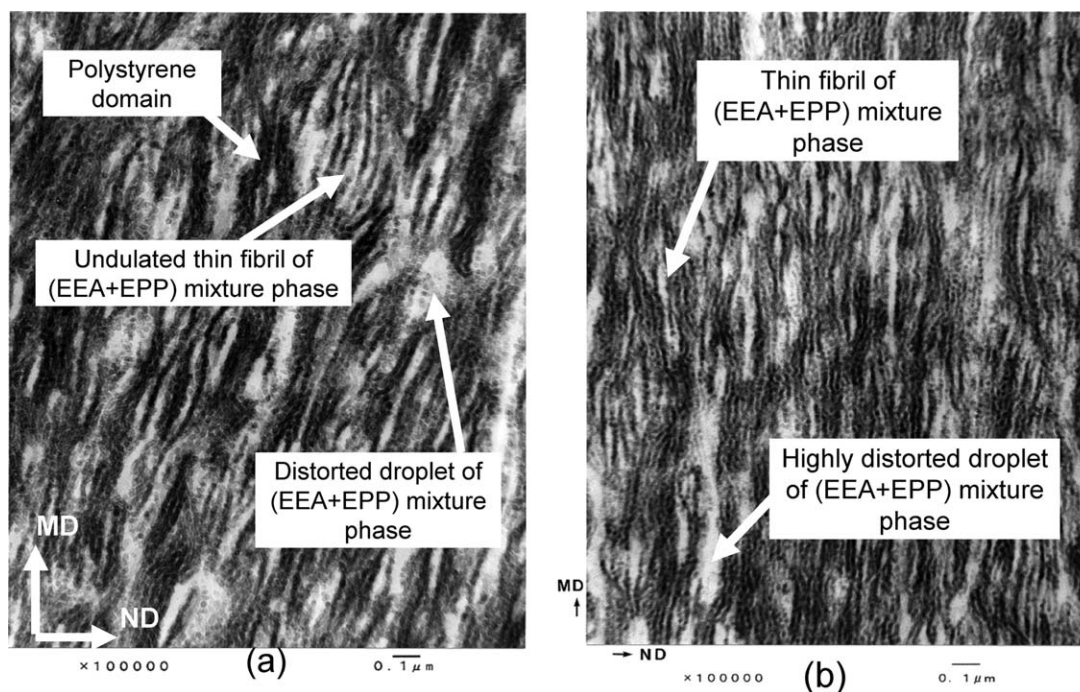 Polystyrene
domain
Undulated thin fibril of
(EEA+EPP) mixture phase
Distorted droplet of
(EEA+EPP) mixture
phase
MD
ND
×100000
(a)
0.1μm
Thin fibril of
(EEA+EPP) mixture
phase
Highly distorted droplet
of (EEA+EPP) mixture
phase
MD
ND
×100000
(b)
0.1μm